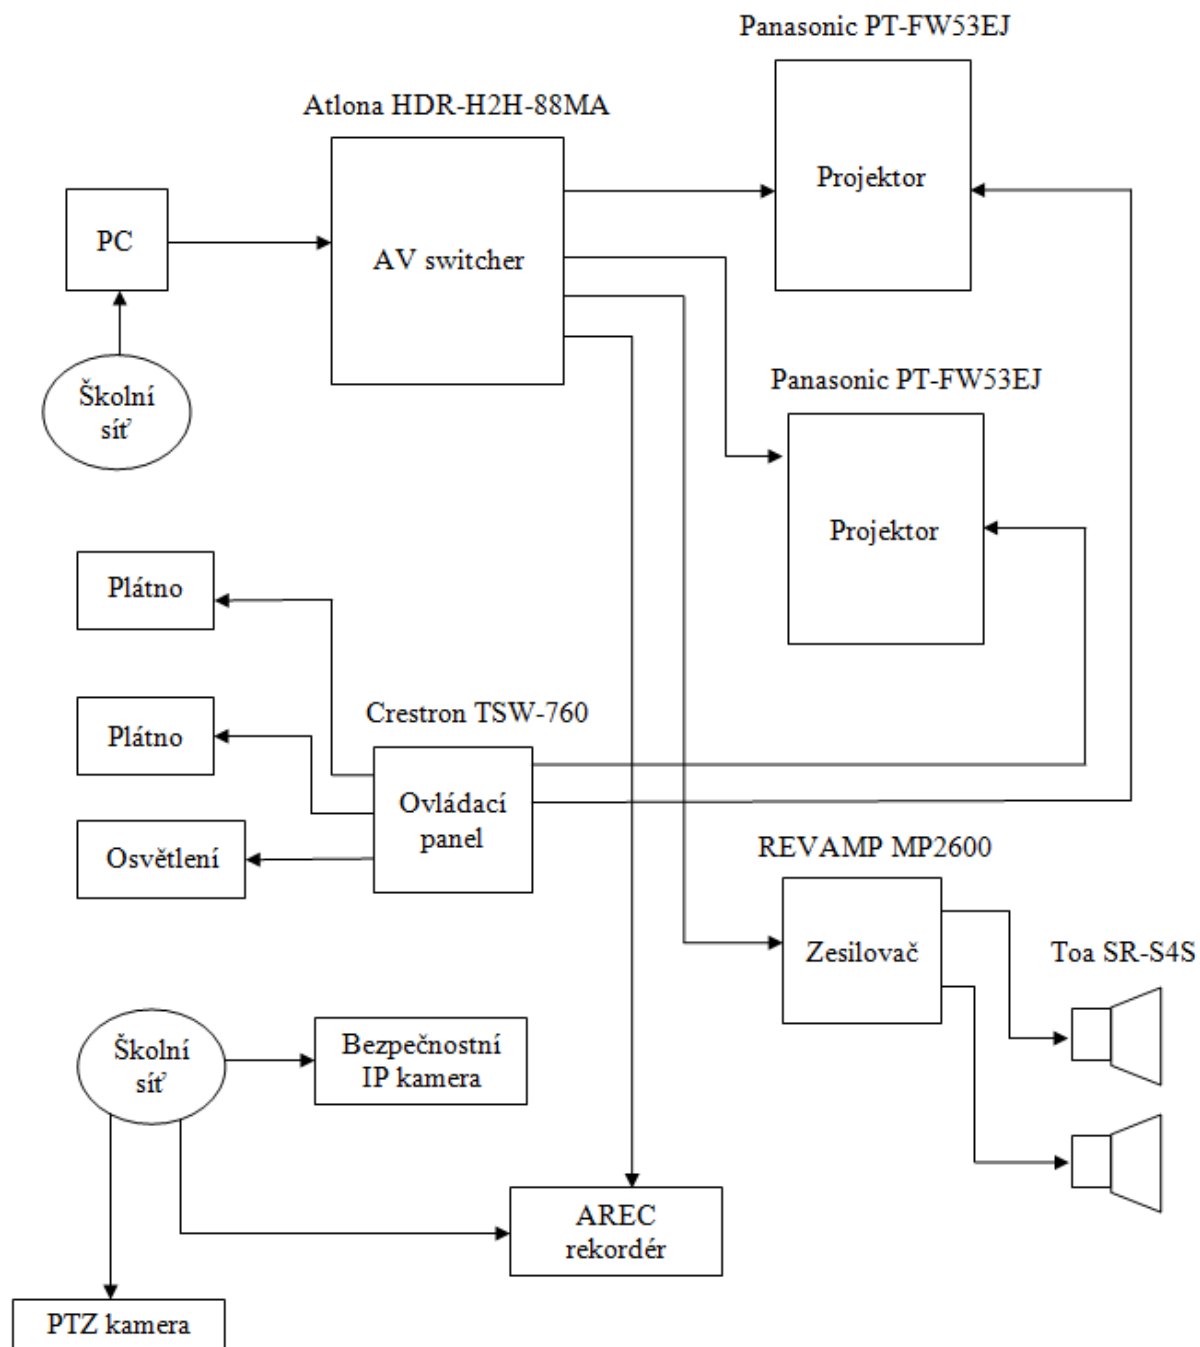 Panasonic PT-FW53EJ
Atlona HDR-H2H-88MA
Projektor
PC
AV switcher
Školní
síť
Panasonic PT-FW53EJ
Projektor
Plátno
Plátno
Crestron TSW-760
Ovládací
panel
Osvětlení
REVAMP MP2600
Zesilovač
Toa SR-S4S
Školní
síť
Bezpečnostní
IP kamera
AREC
rekordér
PTZ kamera